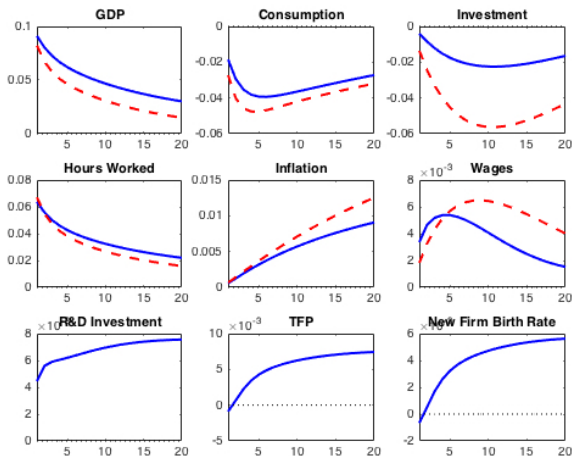 GDP Consumption Investment
0.1 0 0
0.05 -0.02 -0.02
-0.04 -0.04
0 -0.06 -0.06
5 10 15 20 5 10 15 20 5 10 15 20
Hours Worked Inflation × 10⁻³ Wages
0.08 0.015 8
0.06 0.01 6
0.04 4
0.02 0.005 2
0 0 0
5 10 15 20 5 10 15 20 5 10 15 20
R&D Investment × 10⁻³ TFP New Firm Birth Rate
8 10 6
6 5 4
4 2
2 0 0
0 -5 -2
5 10 15 20 5 10 15 20 5 10 15 20